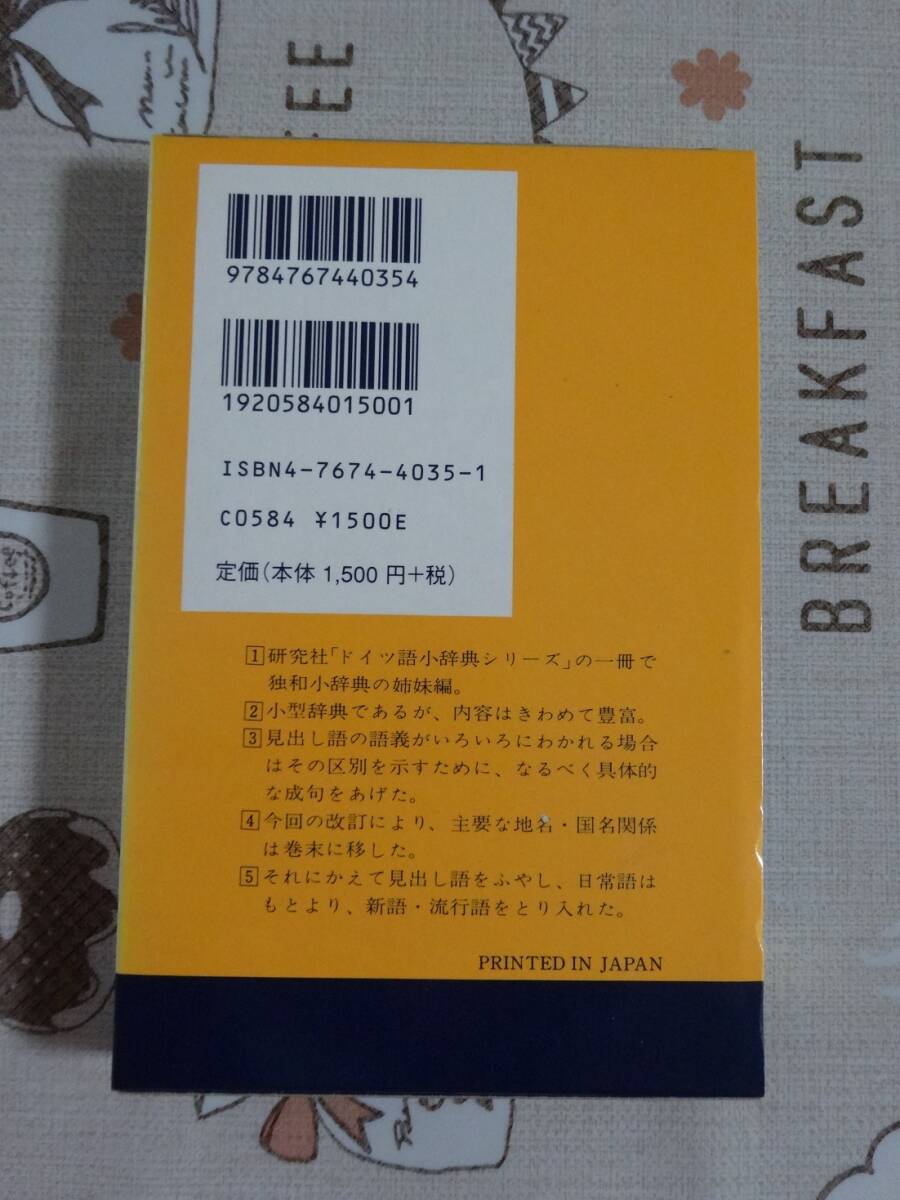 FEE
BREAKFAST
9784767440354
1920584015001
ISBN4-7674-4035-1
C0584 ¥1500E
定価(本体 1,500 円+税)
1 研究社「ドイツ語小辞典シリーズ」の一冊で
独和小辞典の姉妹編。
2 小型辞典であるが、内容はきわめて豊富。
3 見出し語の語義がいろいろにわかれる場合
はその区別を示すために、なるべく具体的
な成句をあげた。
4 今回の改訂により、主要な地名・国名関係
は巻末に移した。
5 それにかえて見出し語をふやし、日常語は
もとより、新語・流行語をとり入れた。
PRINTED IN JAPAN